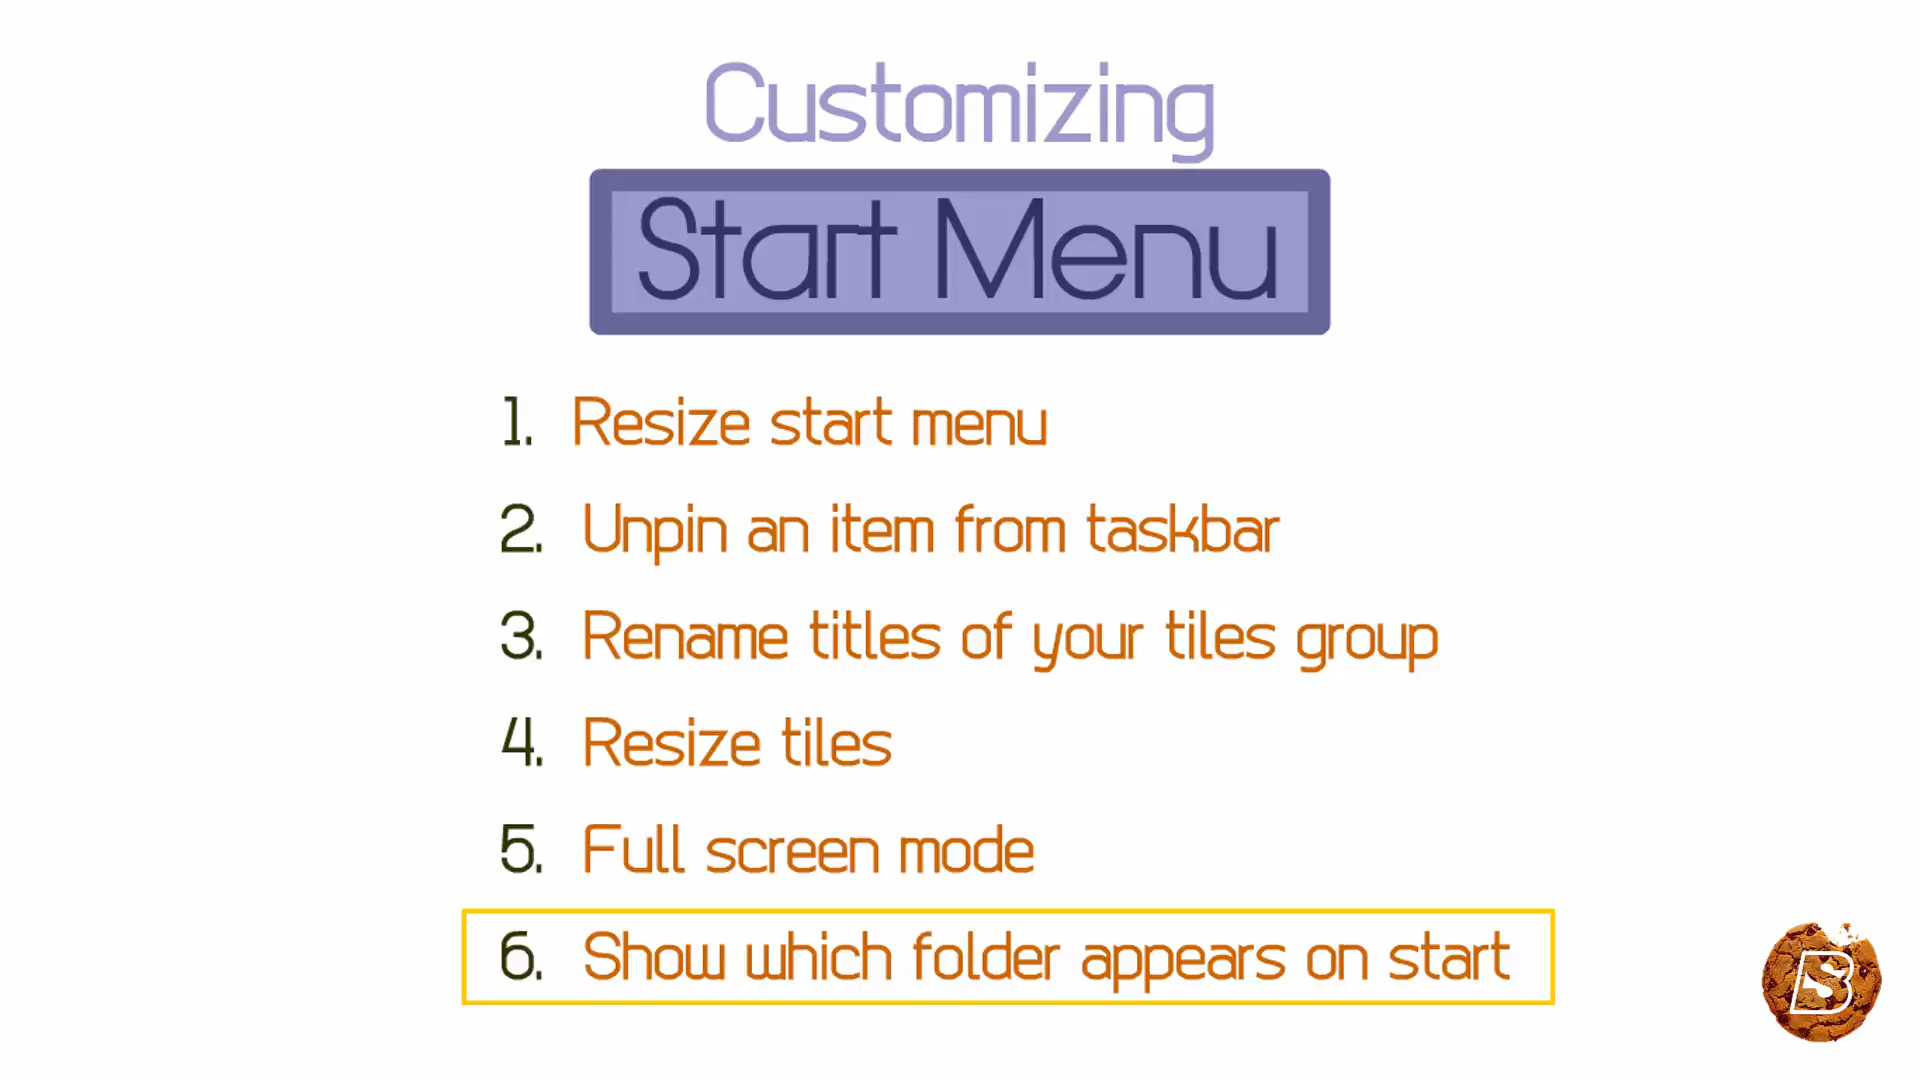 Customizing
Start Menu
1. Resize start menu
2. Unpin an item from taskbar
3. Rename titles of your tiles group
4. Resize tiles
5. Full screen mode
6. Show which folder appears on start